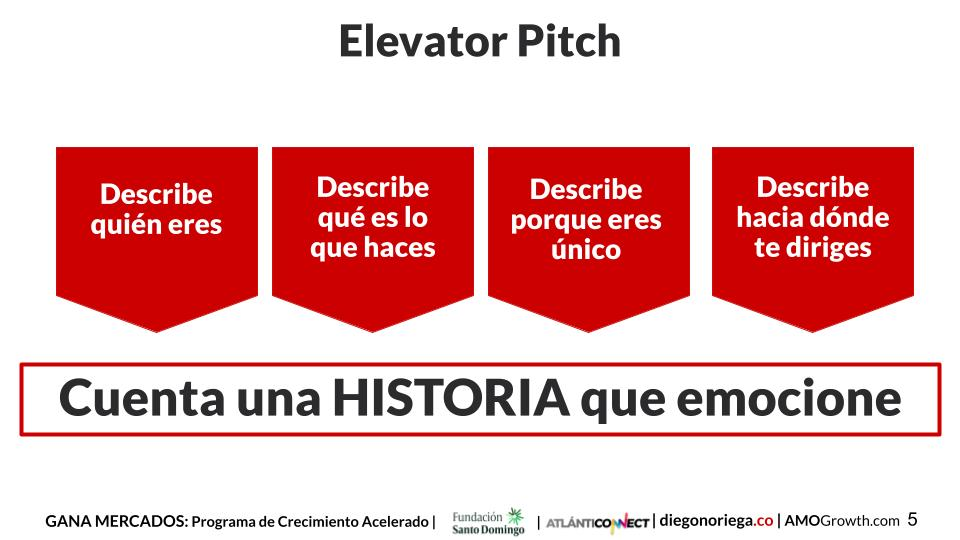 Elevator Pitch
Describe
quién eres
Describe
qué es lo
que haces
Describe
porque eres
único
Describe
hacia dónde
te diriges
Cuenta una HISTORIA que emocione
GANA MERCADOS: Programa de Crecimiento Acelerado | Fundación Santo Domingo | ATLÁNTICONNECT | diegonoriega.co | AMOGrowth.com 5